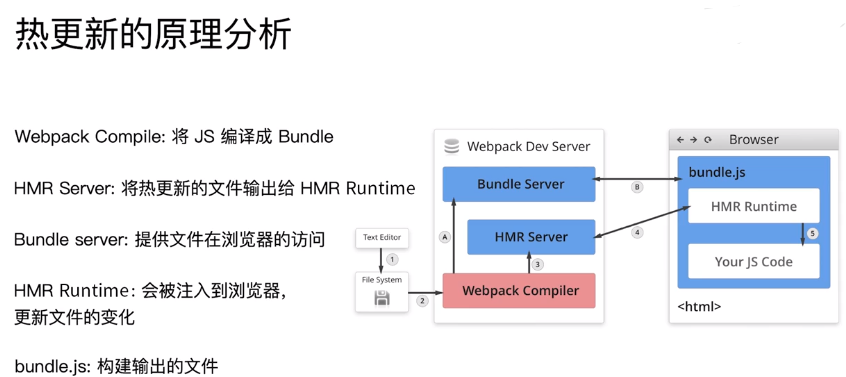 热更新的原理分析
Webpack Compile: 将 JS 编译成 Bundle
HMR Server: 将热更新的文件输出给 HMR Runtime
Bundle server: 提供文件在浏览器的访问
HMR Runtime: 会被注入到浏览器,
更新文件的变化
bundle.js: 构建输出的文件
Text Editor
1
File System
2
Webpack Dev Server
Bundle Server
A
HMR Server
3
Webpack Compiler
B
4
Browser
bundle.js
HMR Runtime
5
Your JS Code
<html>